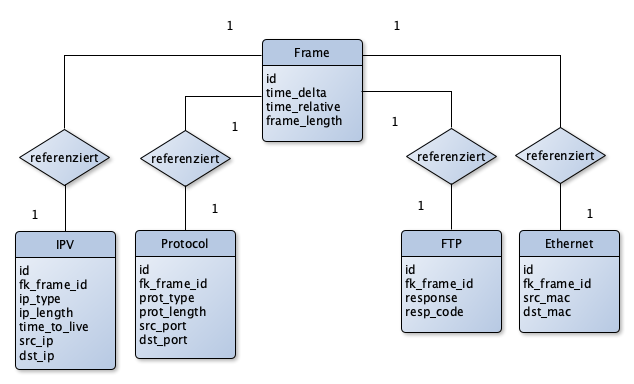 1
1
Frame
id
time_delta
time_relative
frame_length
1
1
referenziert
referenziert
referenziert
referenziert
1
1
1
1
IPV
id
fk_frame_id
ip_type
ip_length
time_to_live
src_ip
dst_ip
Protocol
id
fk_frame_id
prot_type
prot_length
src_port
dst_port
FTP
id
fk_frame_id
response
resp_code
Ethernet
id
fk_frame_id
src_mac
dst_mac